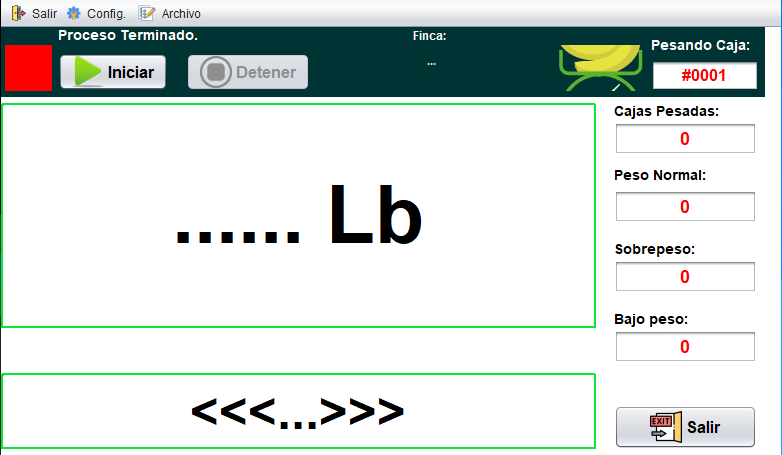 Salir Config. Archivo
Proceso Terminado.
Finca:
Pesando Caja:
Iniciar
Detener
...
#0001
Cajas Pesadas:
0
Peso Normal:
0
...... Lb
Sobrepeso:
0
Bajo peso:
0
<<<...>>>
EXIT
Salir